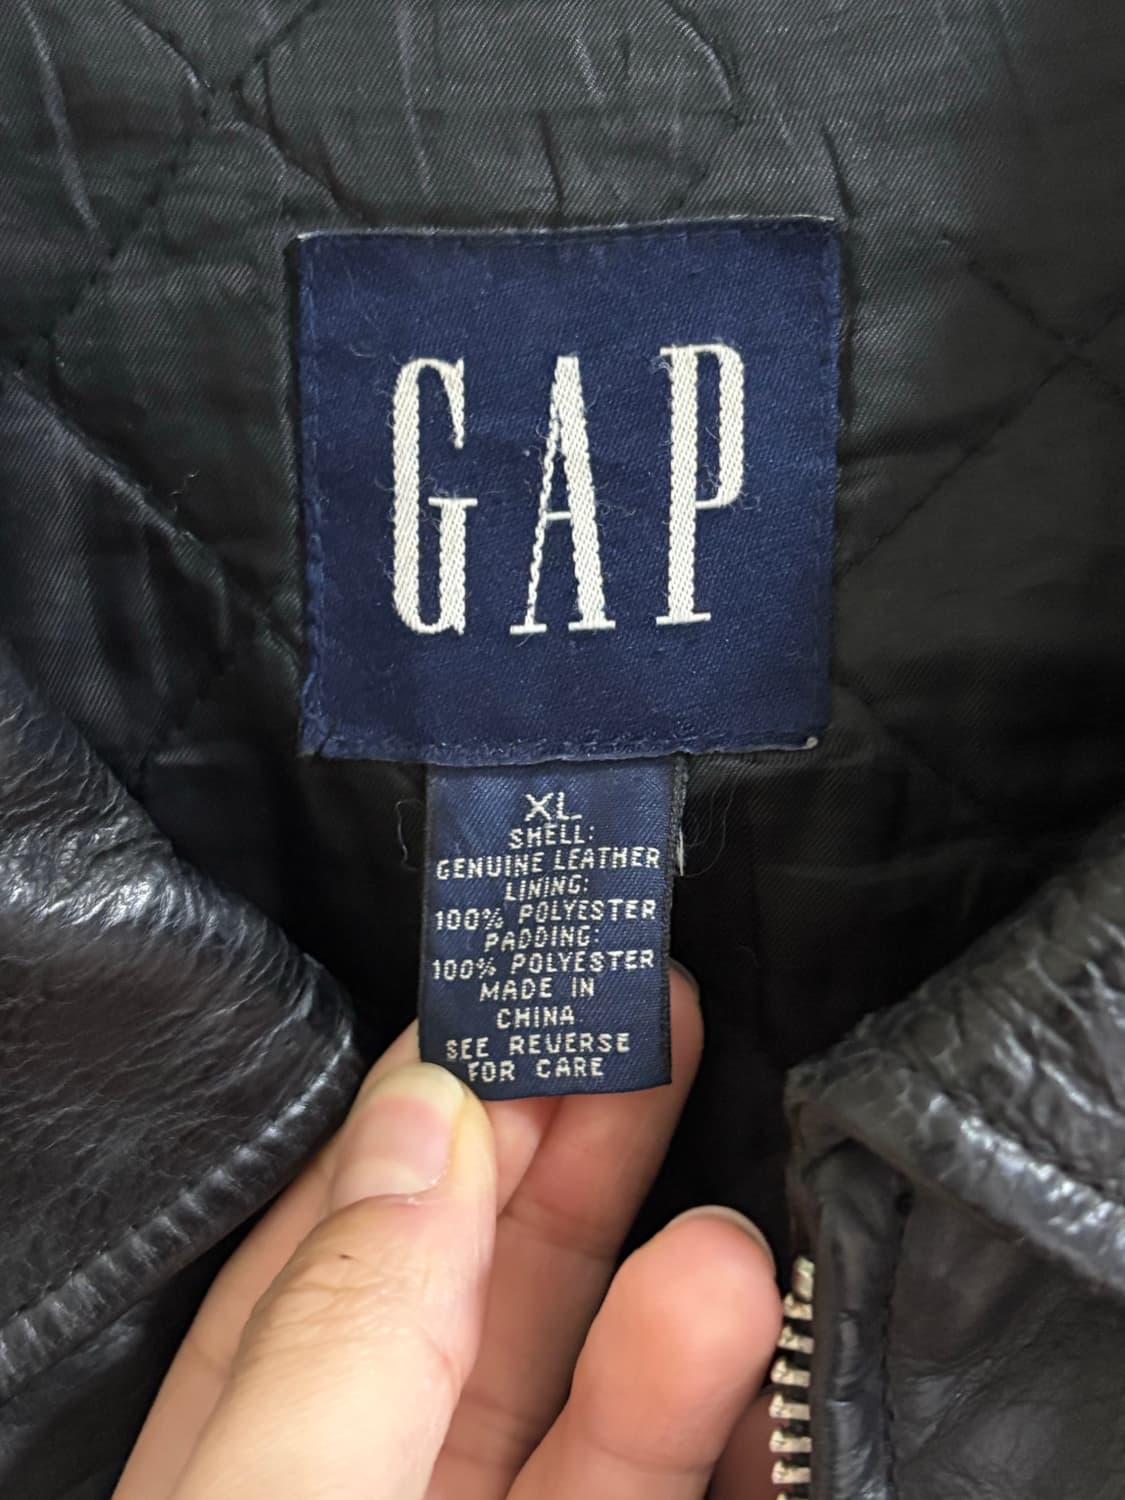 GAP
XL
SHELL:
GENUINE LEATHER
LINING:
100% POLYESTER
PADDING:
100% POLYESTER
MADE IN
CHINA
SEE REVERSE
FOR CARE